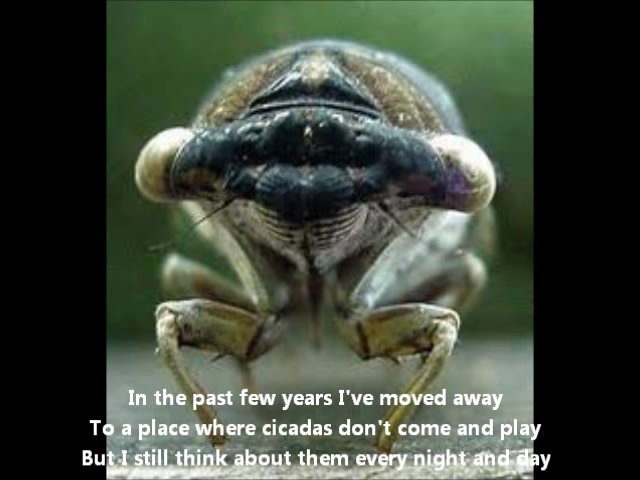 In the past few years I've moved away
To a place where cicadas don't come and play
But I still think about them every night and day